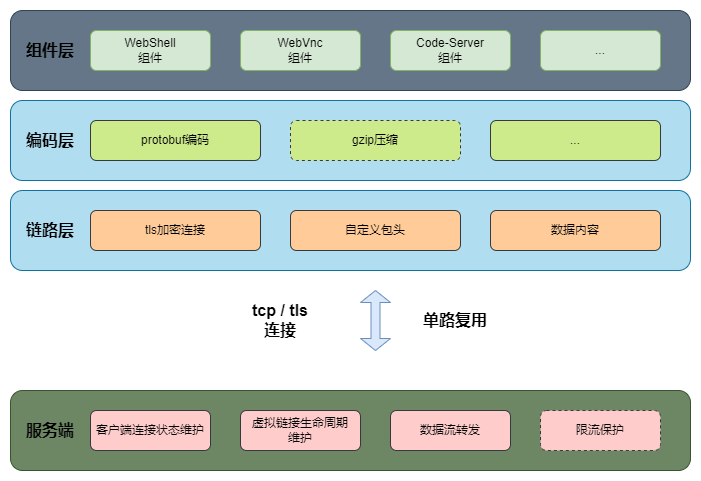 组件层
WebShell
组件
WebVnc
组件
Code-Server
组件
...
编码层
protobuf编码
gzip压缩
...
链路层
tls加密连接
自定义包头
数据内容
tcp / tls
连接
单路复用
服务端
客户端连接状态维护
虚拟链接生命周期
维护
数据流转发
限流保护